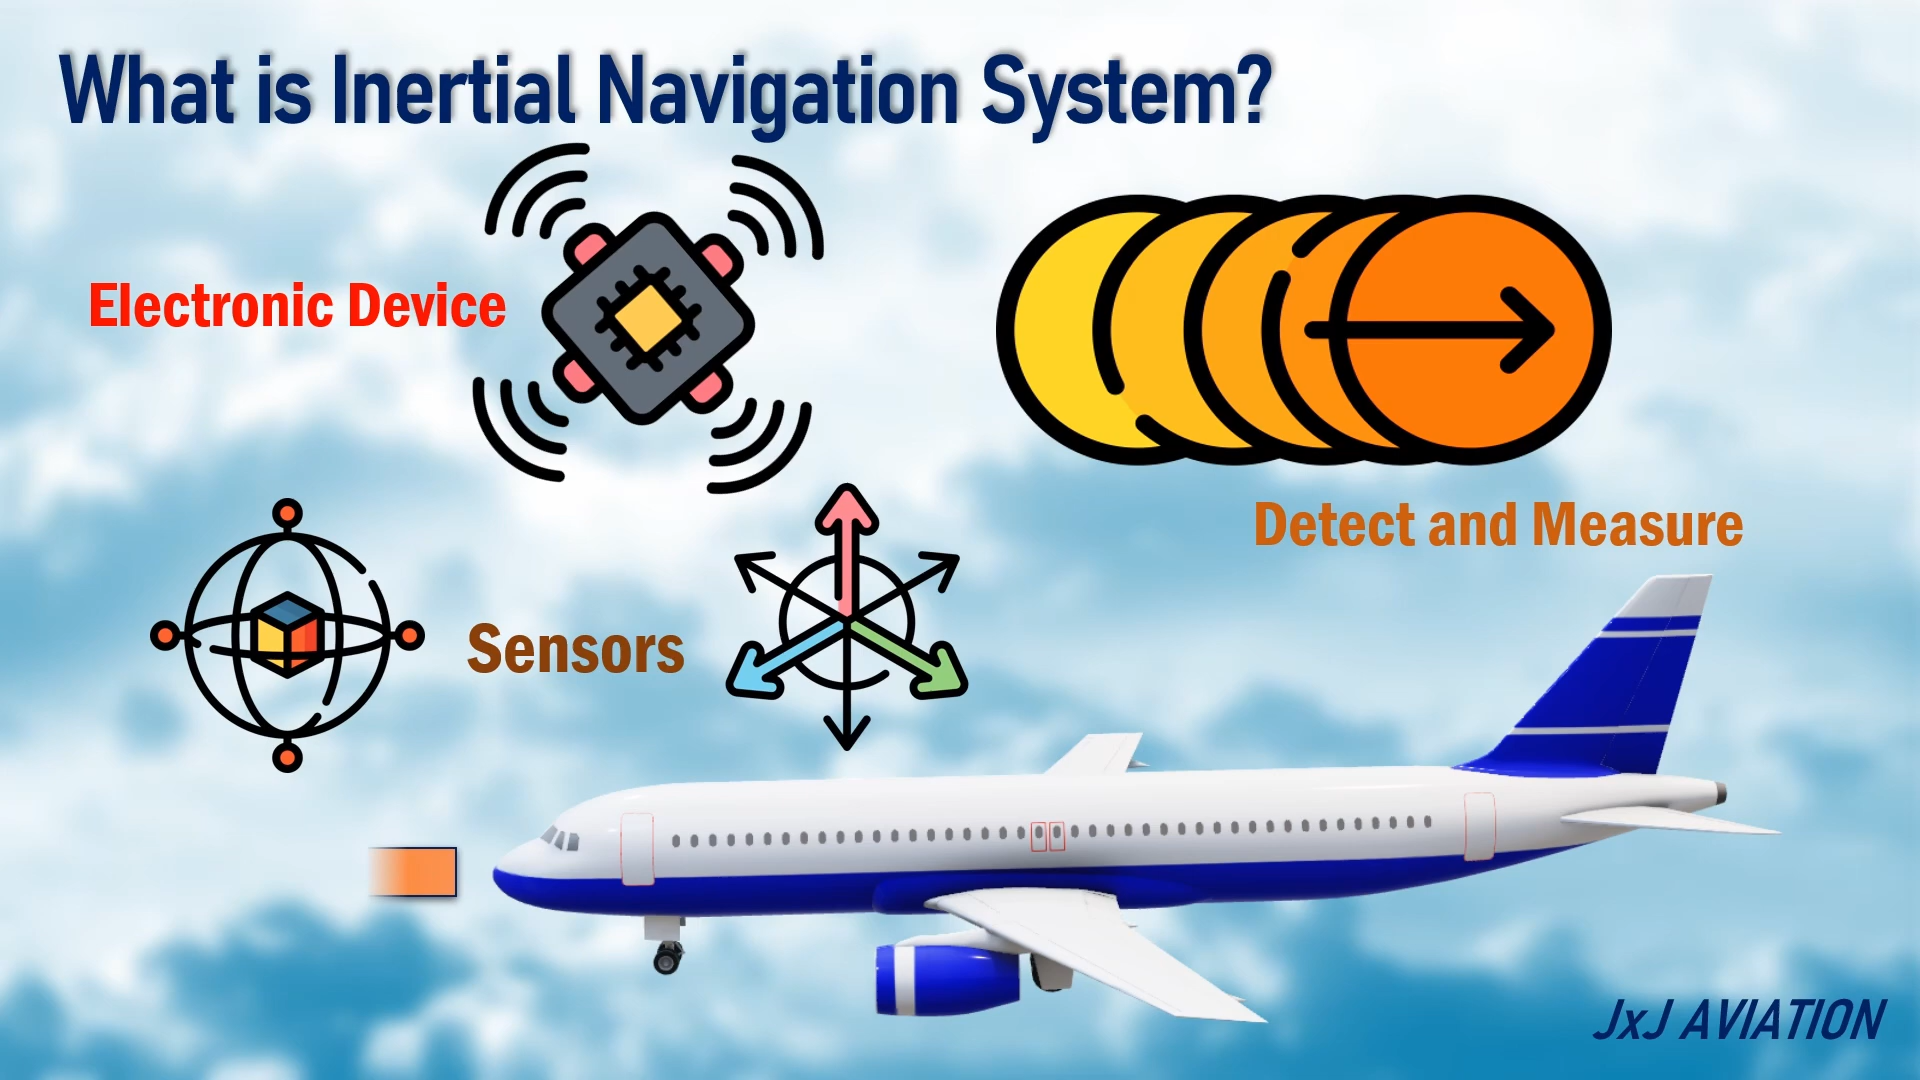 What is Inertial Navigation System?
Electronic Device
Detect and Measure
Sensors
JxJ AVIATION